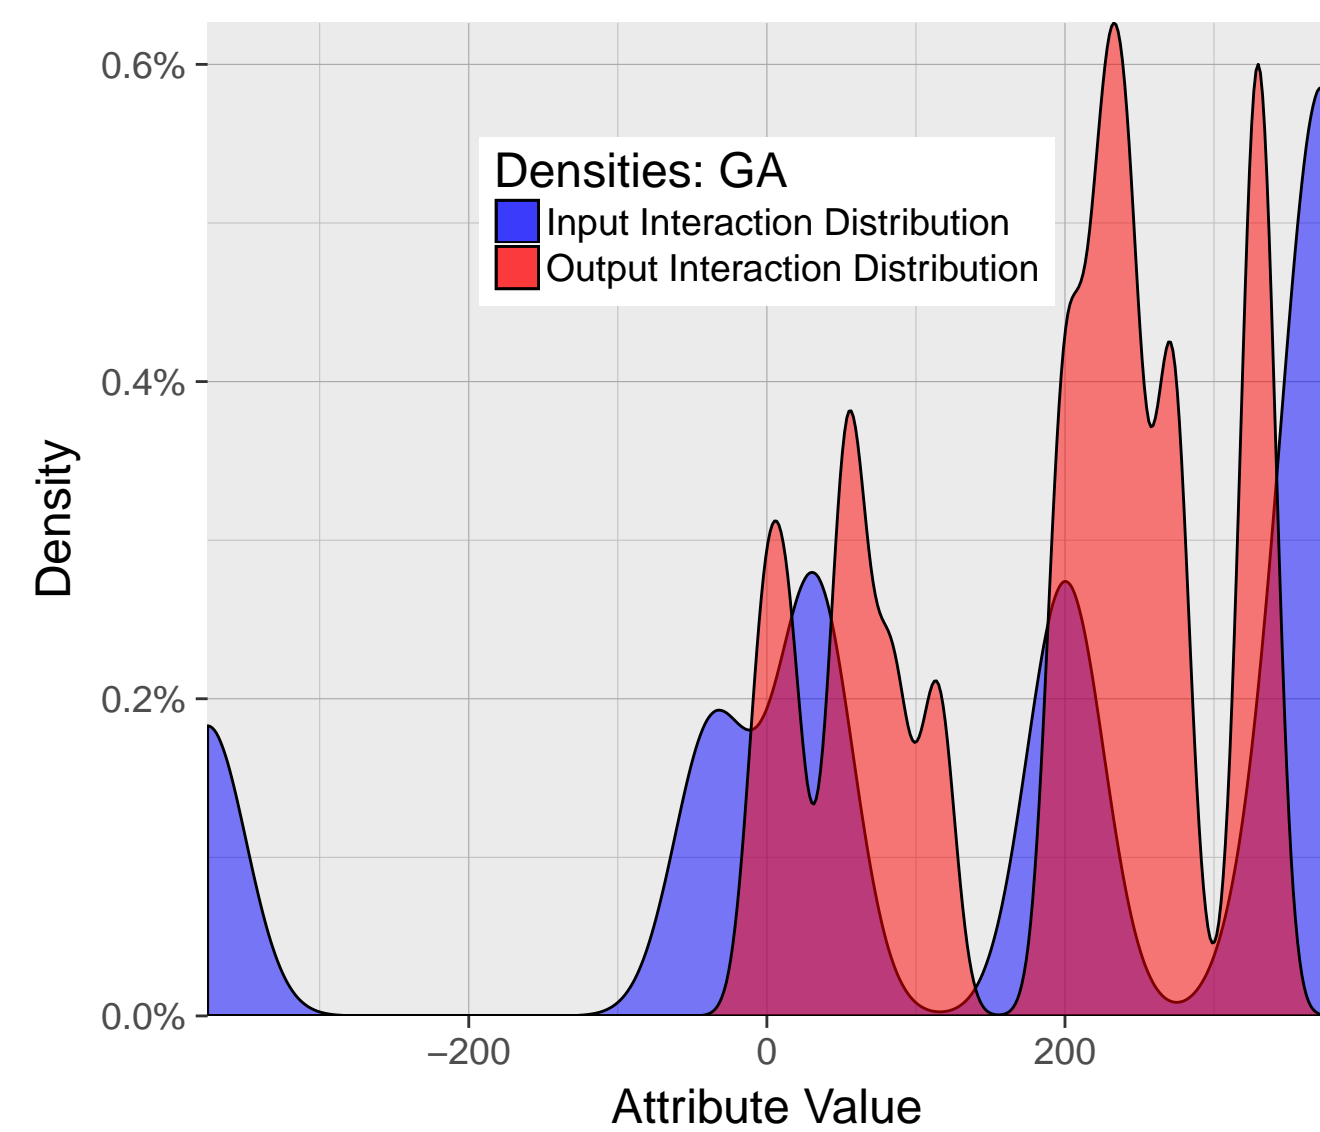 0.6%
Densities: GA
Input Interaction Distribution
Output Interaction Distribution
0.4%
Density
0.2%
0.0%
−200
0
200
Attribute Value